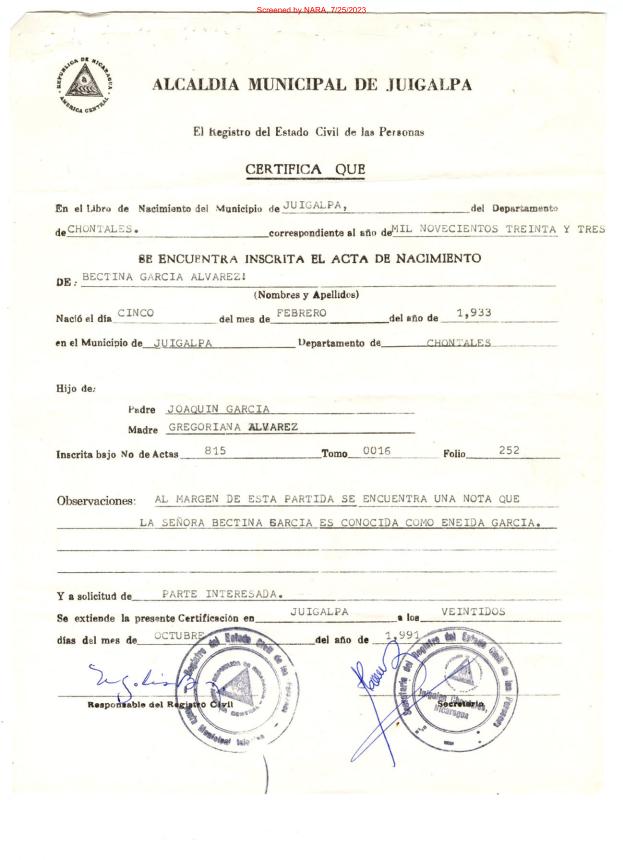 Screened by NARA, 7/25/2023
REPUBLICA DE NICARAGUA
AMERICA CENTRAL
ALCALDIA MUNICIPAL DE JUIGALPA
El Registro del Estado Civil de las Personas
CERTIFICA QUE
En el Libro de Nacimiento del Municipio de JUIGALPA, del Departamento
de CHONTALES. correspondiente al año de MIL NOVECIENTOS TREINTA Y TRES
SE ENCUENTRA INSCRITA EL ACTA DE NACIMIENTO
DE: BECTINA GARCIA ALVAREZ!
(Nombres y Apellidos)
Nació el día CINCO del mes de FEBRERO del año de 1,933
en el Municipio de JUIGALPA Departamento de CHONTALES
Hijo de:
Padre JOAQUIN GARCIA
Madre GREGORIANA ALVAREZ
Inscrita bajo No de Actas 815 Tomo 0016 Folio 252
Observaciones: AL MARGEN DE ESTA PARTIDA SE ENCUENTRA UNA NOTA QUE
LA SEÑORA BECTINA GARCIA ES CONOCIDA COMO ENEIDA GARCIA.
Y a solicitud de PARTE INTERESADA.
Se extiende la presente Certificación en JUIGALPA a los VEINTIDOS
días del mes de OCTUBRE del año de 1,991
Registro del Estado Civil de las Personas
Secretario del Registro del Estado Civil de las Personas
Nicaragua
Responsable del Registro Civil Secretario